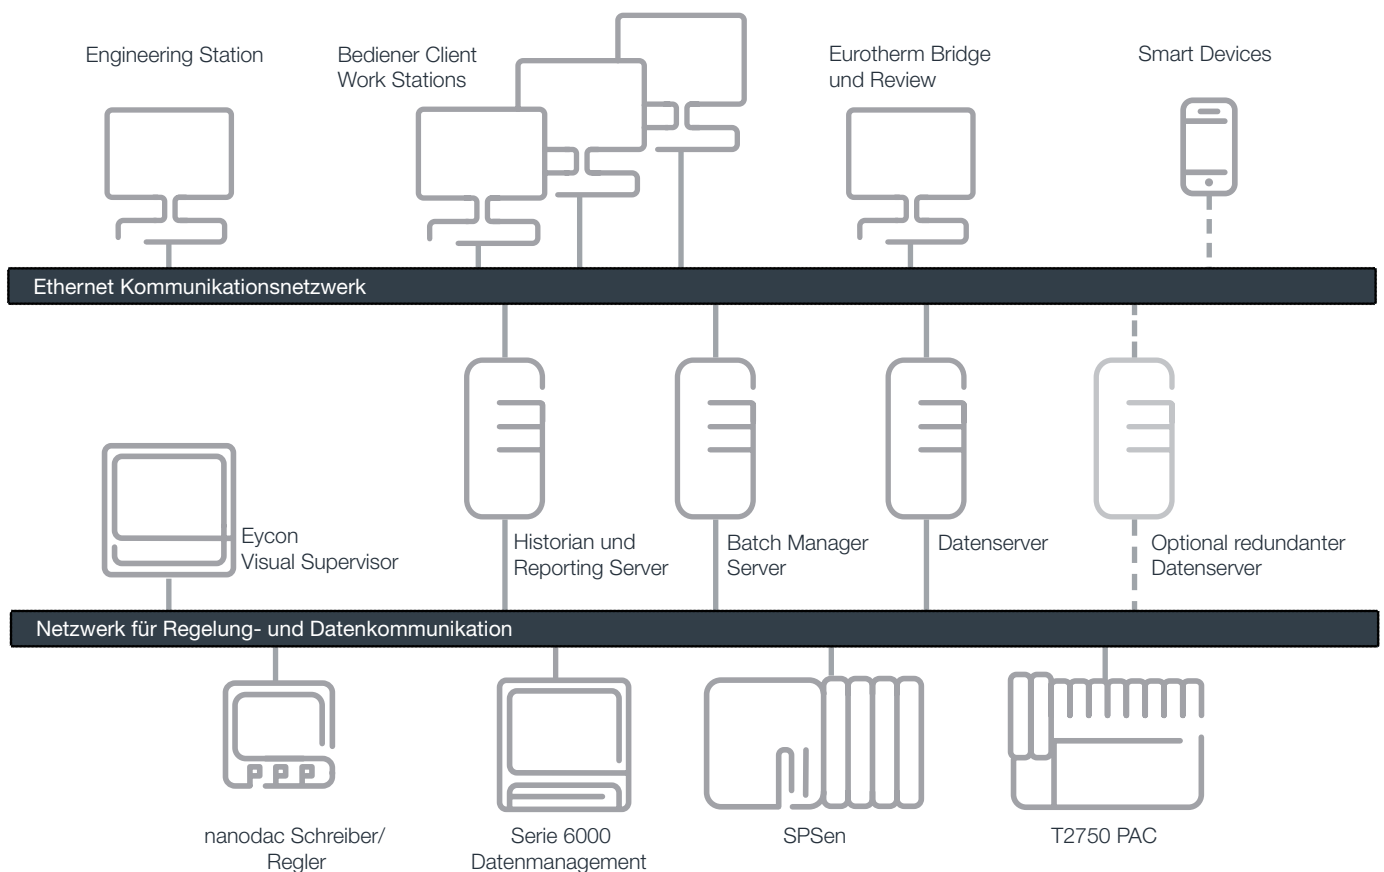 Engineering Station
Bediener Client
Work Stations
Eurotherm Bridge
und Review
Smart Devices
Ethernet Kommunikationsnetzwerk
Eycon
Visual Supervisor
Historian und
Reporting Server
Batch Manager
Server
Datenserver
Optional redundanter
Datenserver
Netzwerk für Regelung- und Datenkommunikation
nanodac Schreiber/
Regler
Serie 6000
Datenmanagement
SPSen
T2750 PAC